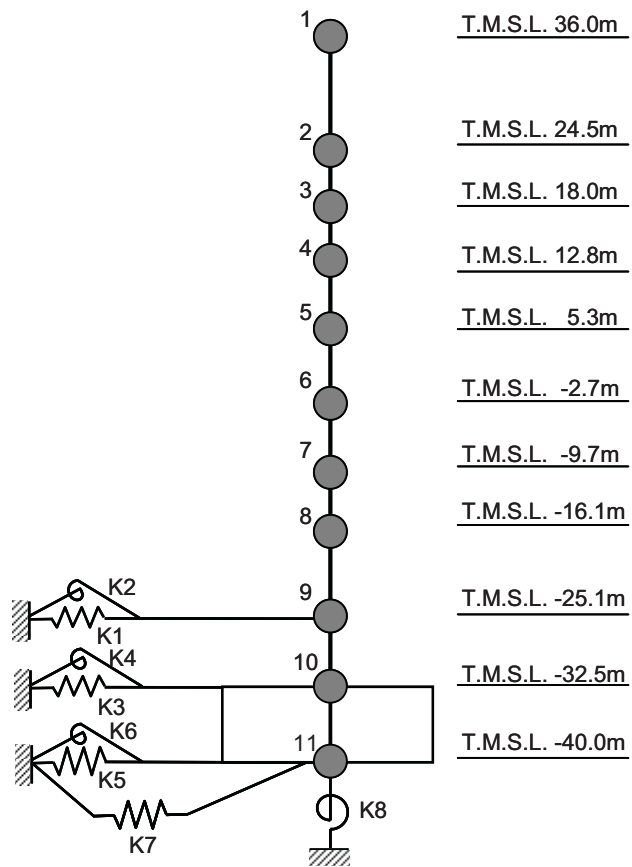 1 T.M.S.L. 36.0m
2 T.M.S.L. 24.5m
3 T.M.S.L. 18.0m
4 T.M.S.L. 12.8m
5 T.M.S.L. 5.3m
6 T.M.S.L. -2.7m
7 T.M.S.L. -9.7m
8 T.M.S.L. -16.1m
K2 9 T.M.S.L. -25.1m
K1
K4 10 T.M.S.L. -32.5m
K3
K6 11 T.M.S.L. -40.0m
K5
K7 K8